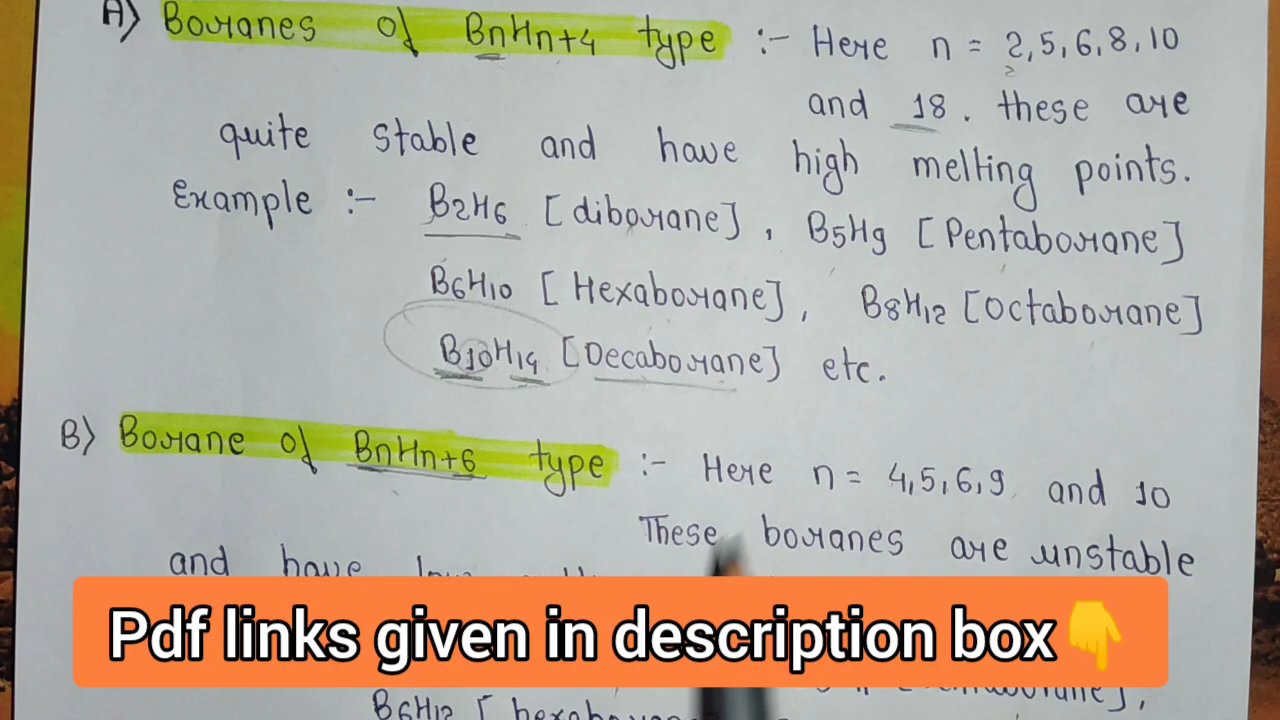 A) Boranes of BnHn+4 type :- Here n = 2,5,6,8,10
and 18. these are
quite stable and have high melting points.
Example :- B2H6 [diborane], B5H9 [Pentaborane]
B6H10 [Hexaborane], B8H12 [Octaborane]
B10H14 [Decaborane] etc.
B) Borane of BnHn+6 type :- Here n = 4,5,6,9 and 10
These boranes are unstable
and have
Pdf links given in description box👇
B6H12 [